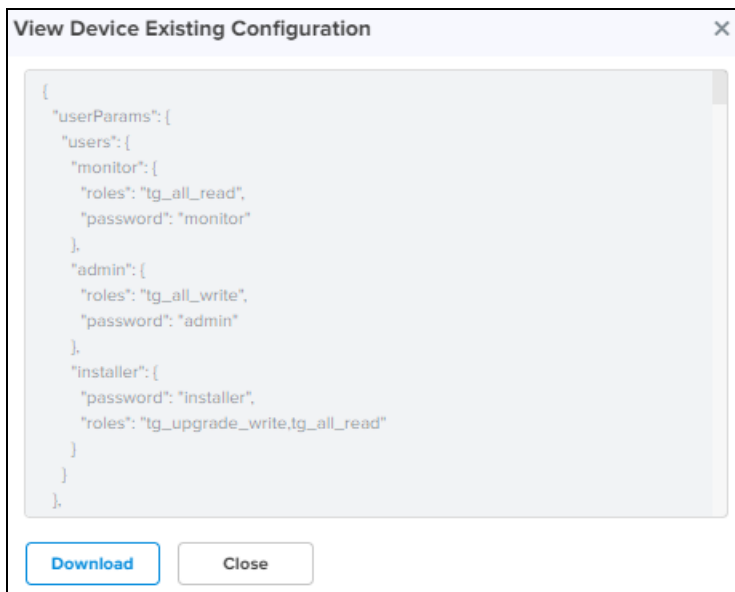 View Device Existing Configuration ×
{
"userParams": {
"users": {
"monitor": {
"roles": "tg_all_read",
"password": "monitor"
},
"admin": {
"roles": "tg_all_write",
"password": "admin"
},
"installer": {
"password": "installer",
"roles": "tg_upgrade_write,tg_all_read"
}
}
},
Download Close